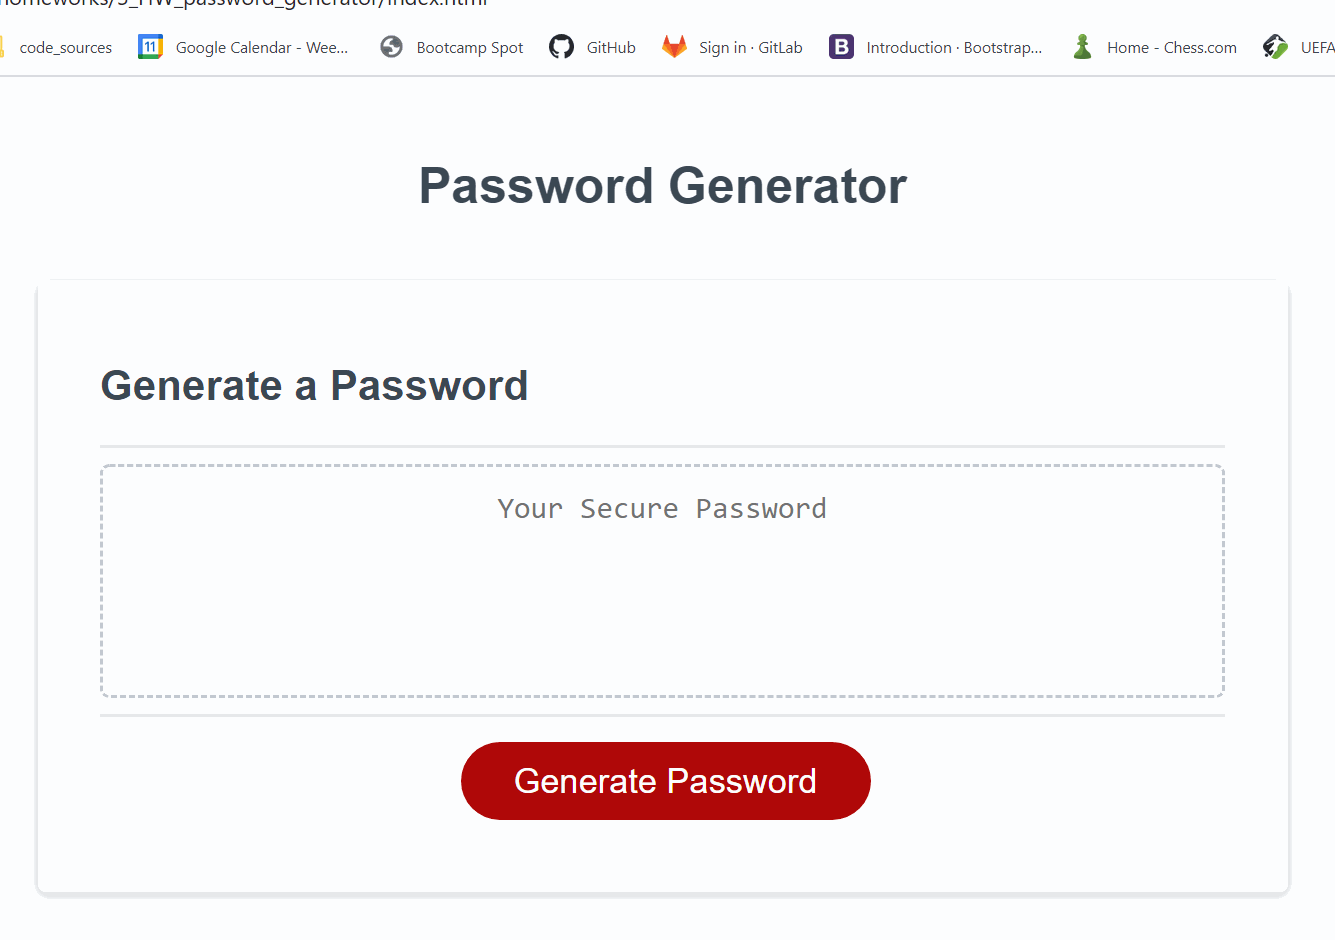 homeworks/3_HW_password_generator/index.html
code_sources
11 Google Calendar - Wee...
Bootcamp Spot
GitHub
Sign in · GitLab
B Introduction · Bootstrap...
Home - Chess.com
UEFA
Password Generator
Generate a Password
Your Secure Password
Generate Password